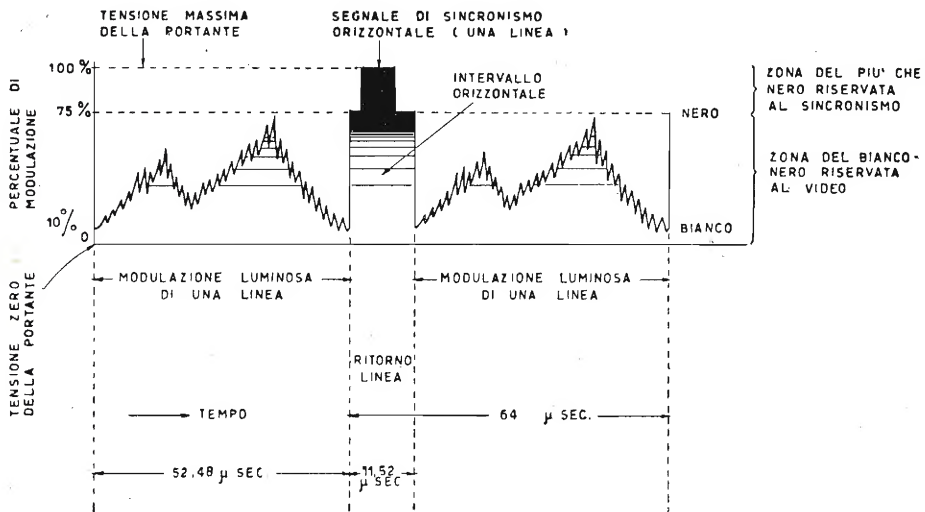 TENSIONE MASSIMA
DELLA PORTANTE
SEGNALE DI SINCRONISMO
ORIZZONTALE ( UNA LINEA )
100 %
75 %
10 %
0
PERCENTUALE DI
MODULAZIONE
INTERVALLO
ORIZZONTALE
NERO
BIANCO
ZONA DEL PIU' CHE
NERO RISERVATA
AL SINCRONISMO
ZONA DEL BIANCO-
NERO RISERVATA
AL VIDEO
TENSIONE ZERO
DELLA PORTANTE
MODULAZIONE LUMINOSA
DI UNA LINEA
MODULAZIONE LUMINOSA
DI UNA LINEA
RITORNO
LINEA
TEMPO
64 μ SEC.
52,48 μ SEC
11,52
μ SEC